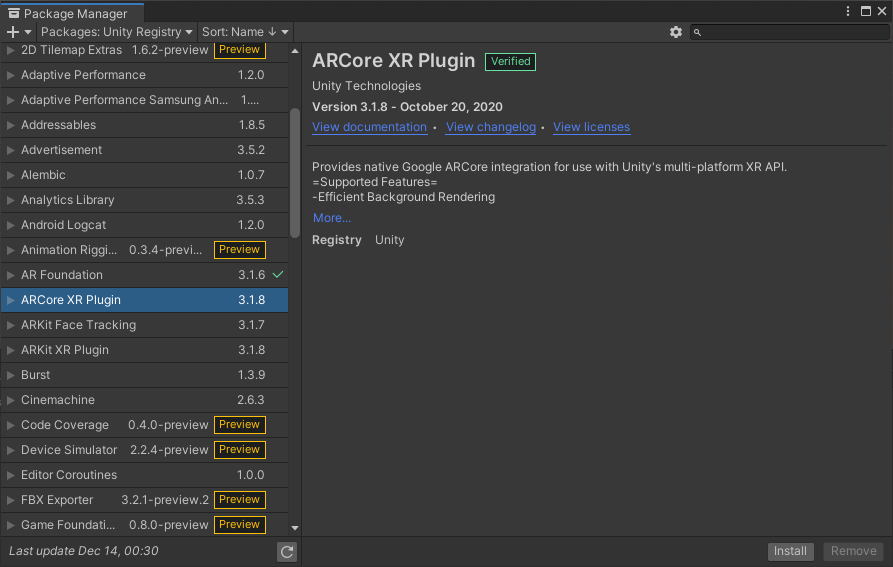 Package Manager
Packages: Unity Registry Sort: Name ↓
2D Tilemap Extras 1.6.2-preview Preview
Adaptive Performance 1.2.0
Adaptive Performance Samsung An... 1....
Addressables 1.8.5
Advertisement 3.5.2
Alembic 1.0.7
Analytics Library 3.5.3
Android Logcat 1.2.0
Animation Riggi... 0.3.4-previ... Preview
AR Foundation 3.1.6
ARCore XR Plugin 3.1.8
ARKit Face Tracking 3.1.7
ARKit XR Plugin 3.1.8
Burst 1.3.9
Cinemachine 2.6.3
Code Coverage 0.4.0-preview Preview
Device Simulator 2.2.4-preview Preview
Editor Coroutines 1.0.0
FBX Exporter 3.2.1-preview.2 Preview
Game Foundati... 0.8.0-preview Preview
Last update Dec 14, 00:30
ARCore XR Plugin Verified
Unity Technologies
Version 3.1.8 - October 20, 2020
View documentation • View changelog • View licenses
Provides native Google ARCore integration for use with Unity's multi-platform XR API.
=Supported Features=
-Efficient Background Rendering
More...
Registry Unity
Install Remove